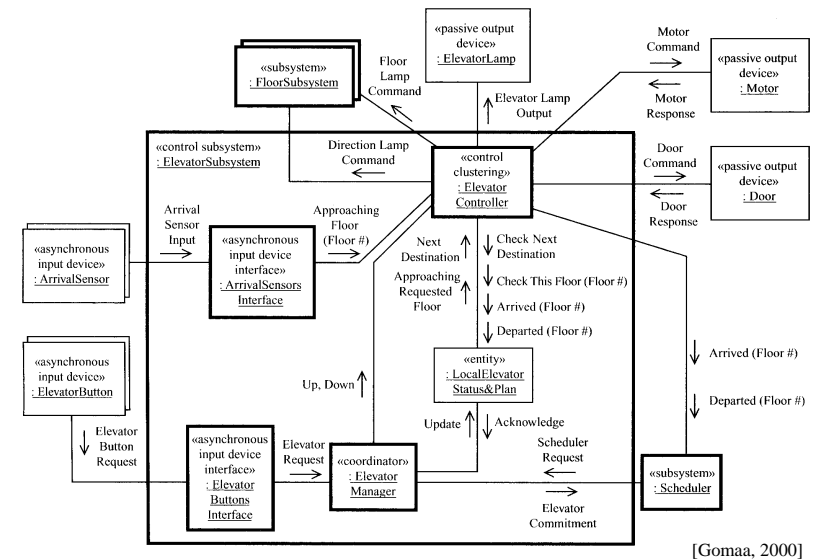 «subsystem»
: FloorSubsystem
Floor
Lamp
Command
«passive output
device»
: ElevatorLamp
Elevator Lamp
Output
Motor
Command
Motor
Response
«passive output
device»
: Motor
«control subsystem»
: ElevatorSubsystem
Direction Lamp
Command
«control
clustering»
: Elevator
Controller
Door
Command
Door
Response
«passive output
device»
: Door
«asynchronous
input device»
: ArrivalSensor
Arrival
Sensor
Input
«asynchronous
input device
interface»
: ArrivalSensors
Interface
Approaching
Floor
(Floor #)
Next
Destination
Approaching
Requested
Floor
Check Next
Destination
Check This Floor (Floor #)
Arrived (Floor #)
Departed (Floor #)
Arrived (Floor #)
Departed (Floor #)
«asynchronous
input device»
: ElevatorButton
Elevator
Button
Request
Up, Down
«entity»
: LocalElevator
Status&Plan
Update
Acknowledge
«asynchronous
input device
interface»
: Elevator
Buttons
Interface
Elevator
Request
«coordinator»
: Elevator
Manager
Scheduler
Request
Elevator
Commitment
«subsystem»
: Scheduler
[Gomaa, 2000]